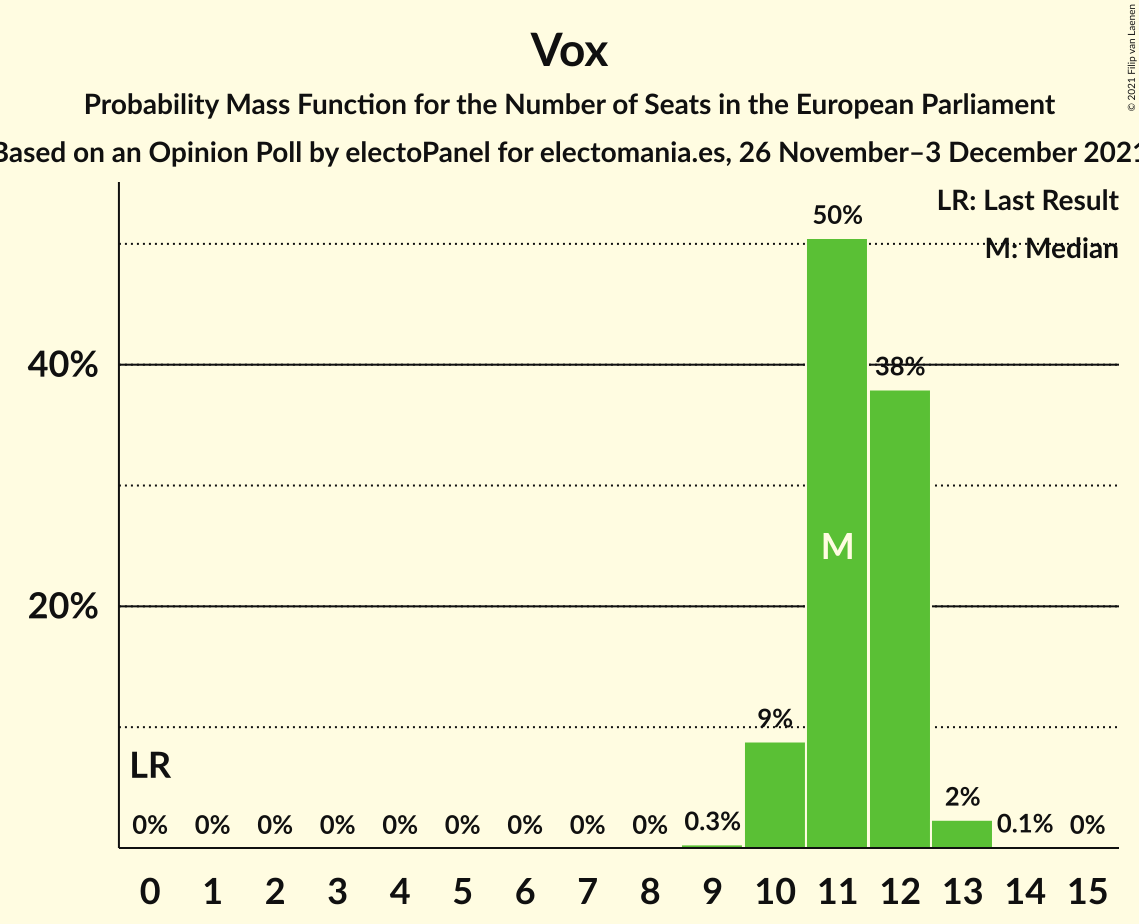 Vox
Probability Mass Function for the Number of Seats in the European Parliament
Based on an Opinion Poll by electoPanel for electomania.es, 26 November–3 December 2021
© 2021 Filip van Laenen
LR: Last Result
M: Median
50%
40%
38%
20%
M
9%
LR
2%
0% 0% 0% 0% 0% 0% 0% 0% 0% 0.3% 0.1% 0%
0 1 2 3 4 5 6 7 8 9 10 11 12 13 14 15